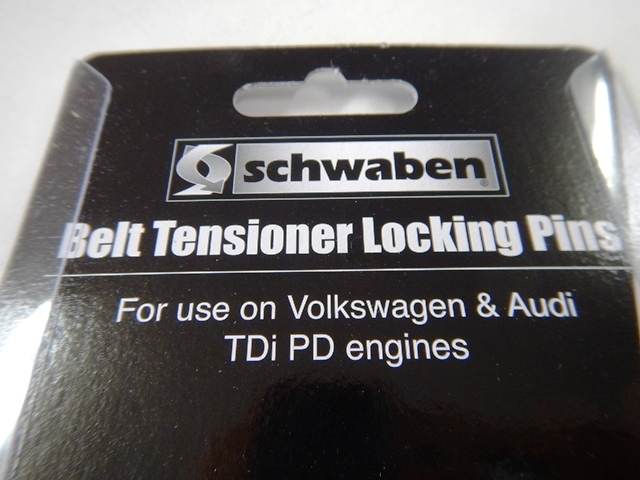 schwaben®
Belt Tensioner Locking Pins
For use on Volkswagen & Audi
TDi PD engines